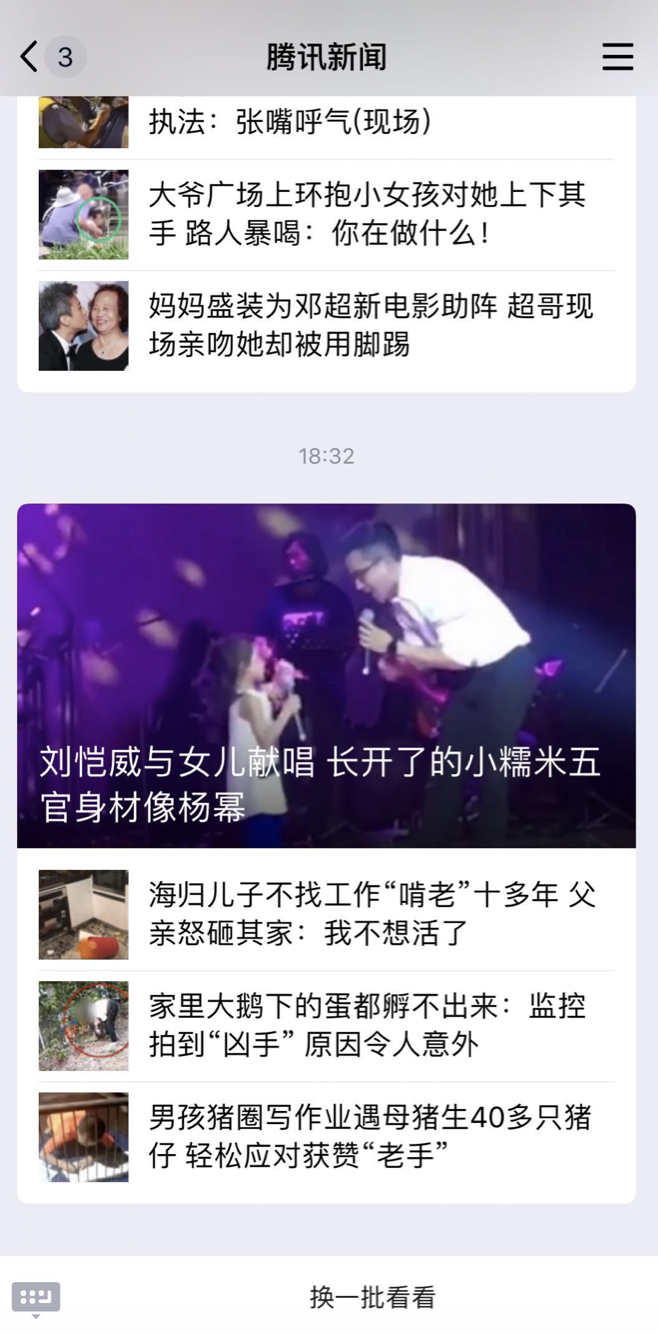 3
腾讯新闻
执法：张嘴呼气(现场)
大爷广场上环抱小女孩对她上下其
手 路人暴喝：你在做什么！
妈妈盛装为邓超新电影助阵 超哥现
场亲吻她却被用脚踢
18:32
刘恺威与女儿献唱 长开了的小糯米五
官身材像杨幂
海归儿子不找工作“啃老”十多年 父
亲怒砸其家：我不想活了
家里大鹅下的蛋都孵不出来：监控
拍到“凶手” 原因令人意外
男孩猪圈写作业遇母猪生40多只猪
仔 轻松应对获赞“老手”
换一批看看